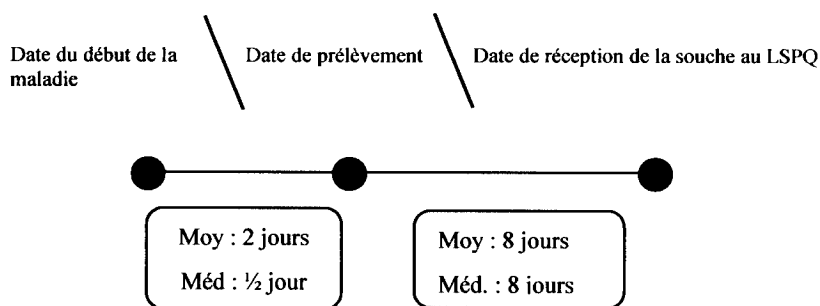 Date du début de la
maladie
Date de prélèvement
Date de réception de la souche au LSPQ
Moy : 2 jours
Méd : ½ jour
Moy : 8 jours
Méd. : 8 jours